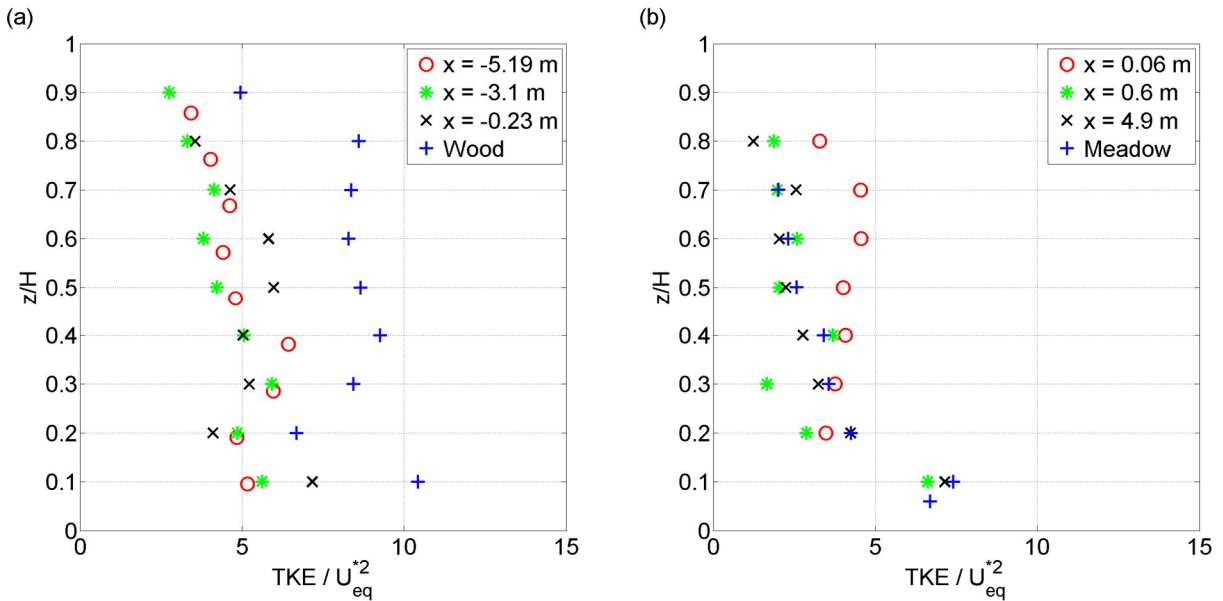 (a)
1
0.9
0.8
0.7
0.6
0.5
0.4
0.3
0.2
0.1
0
z/H
x = -5.19 m
x = -3.1 m
x = -0.23 m
Wood
0 5 10 15
TKE / U*2eq
(b)
1
0.9
0.8
0.7
0.6
0.5
0.4
0.3
0.2
0.1
0
z/H
x = 0.06 m
x = 0.6 m
x = 4.9 m
Meadow
0 5 10 15
TKE / U*2eq